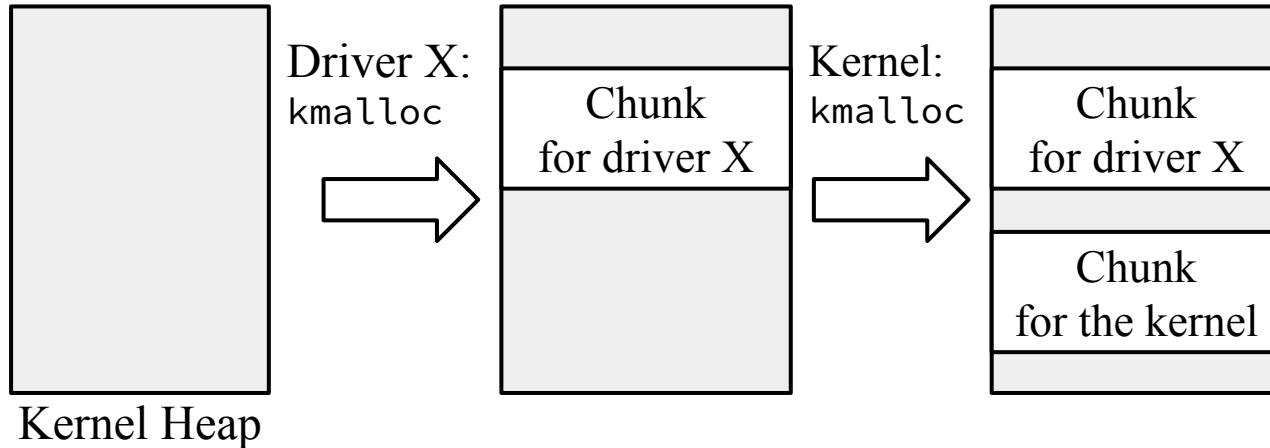 Driver X:
kmalloc
Chunk
for driver X
Kernel:
kmalloc
Chunk
for driver X
Chunk
for the kernel
Kernel Heap